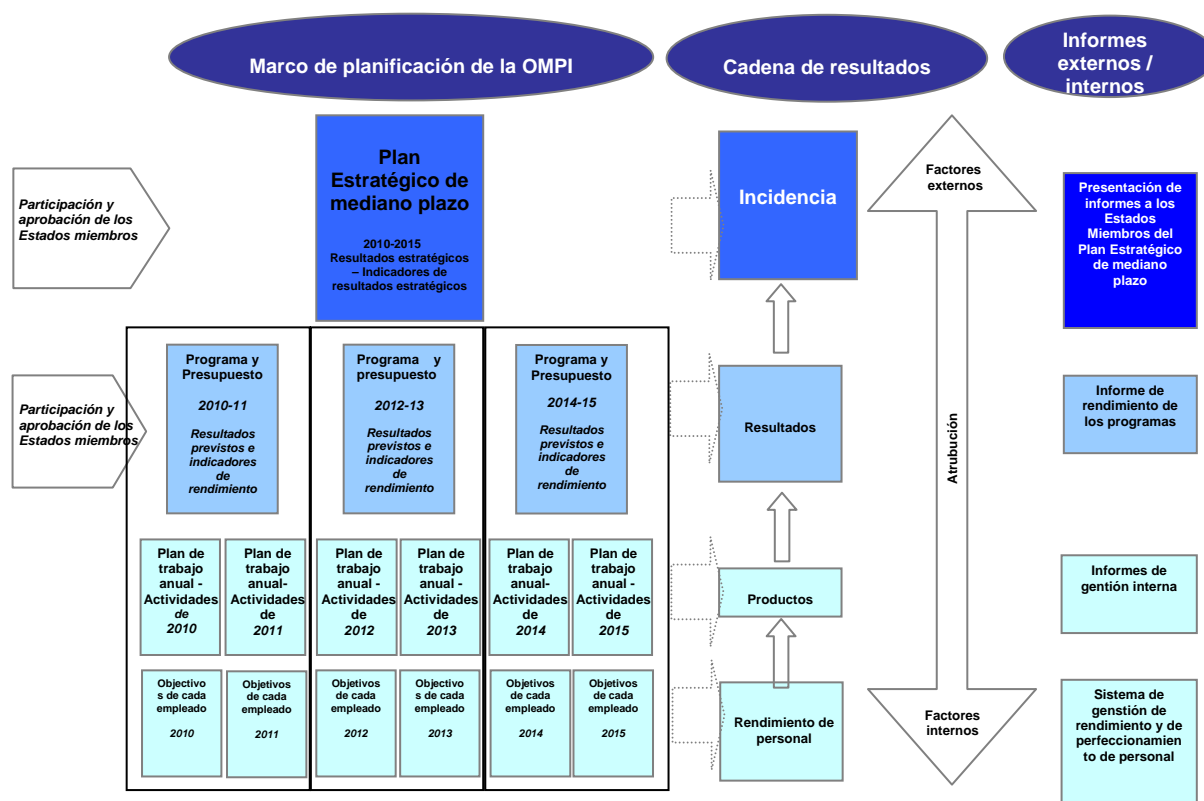 Marco de planificación de la OMPI
Cadena de resultados
Informes
externos /
internos
Participación y
aprobación de los
Estados miembros
Plan
Estratégico de
mediano plazo
2010-2015
Resultados estratégicos
– Indicadores de
resultados estratégicos
Incidencia
Factores
externos
Presentación de
informes a los
Estados
Miembros del
Plan Estratégico
de mediano
plazo
Participación y
aprobación de los
Estados miembros
Programa y
Presupuesto
2010-11
Resultados
previstos e
indicadores
de
rendimiento
Programa y
presupuesto
2012-13
Resultados
previstos e
indicadores
de
rendimiento
Programa y
Presupuesto
2014-15
Resultados
previstos e
indicadores
de
rendimiento
Resultados
Atrubución
Informe de
rendimiento de
los programas
Plan de
trabajo
anual -
Actividades
de
2010
Plan de
trabajo
anual-
Actividades
de
2011
Plan de
trabajo
anual -
Actividades
de
2012
Plan de
trabajo
anual -
Actividades
de
2013
Plan de
trabajo
anual-
Actividades
de
2014
Plan de
trabajo
anual -
Actividades
de
2015
Productos
Informes de
gestión interna
Objectivo
s de cada
empleado
2010
Objetivos
de cada
empleado
2011
Objetivos
de cada
empleado
2012
Objectivo
s de cada
empleado
2013
Objetivos
de cada
empleado
2014
Objetivos
de cada
empleado
2015
Rendimiento de
personal
Factores
internos
Sistema de
genstión de
rendimiento y de
perfeccionamien
to de personal